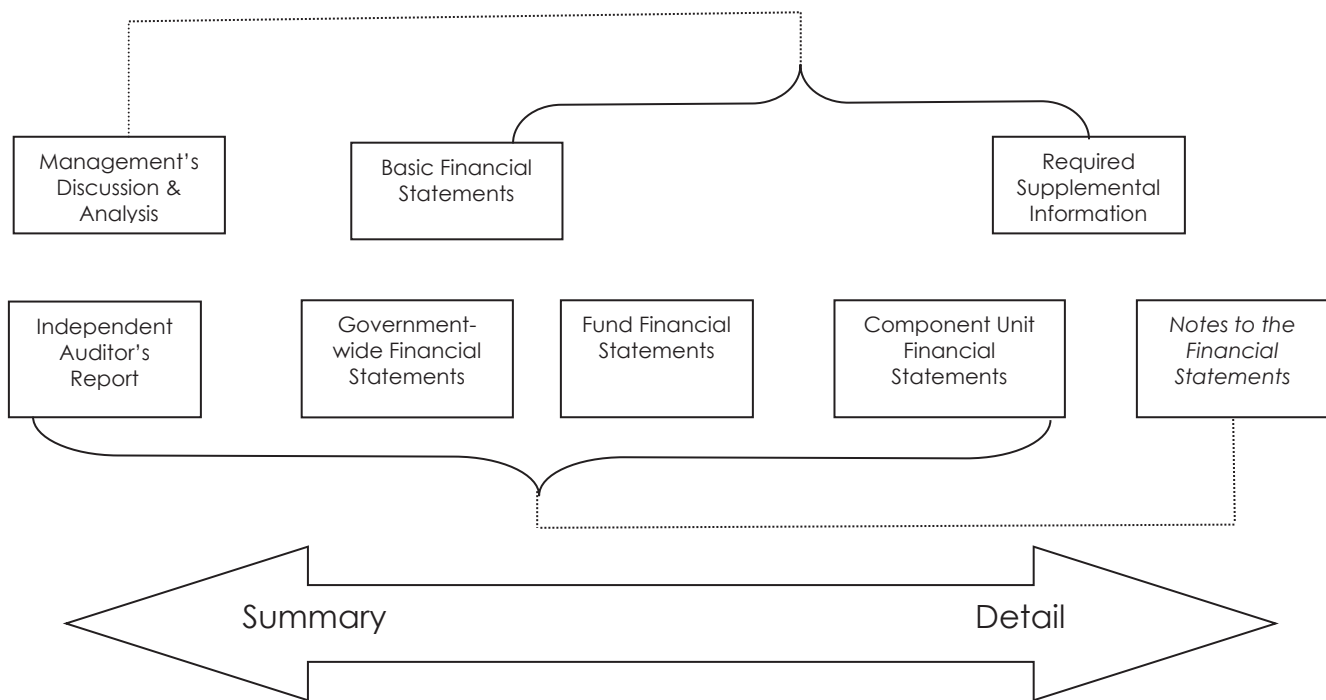 Management’s
Discussion &
Analysis
Basic Financial
Statements
Required
Supplemental
Information
Independent
Auditor’s
Report
Government-
wide Financial
Statements
Fund Financial
Statements
Component Unit
Financial
Statements
Notes to the
Financial
Statements
Summary
Detail